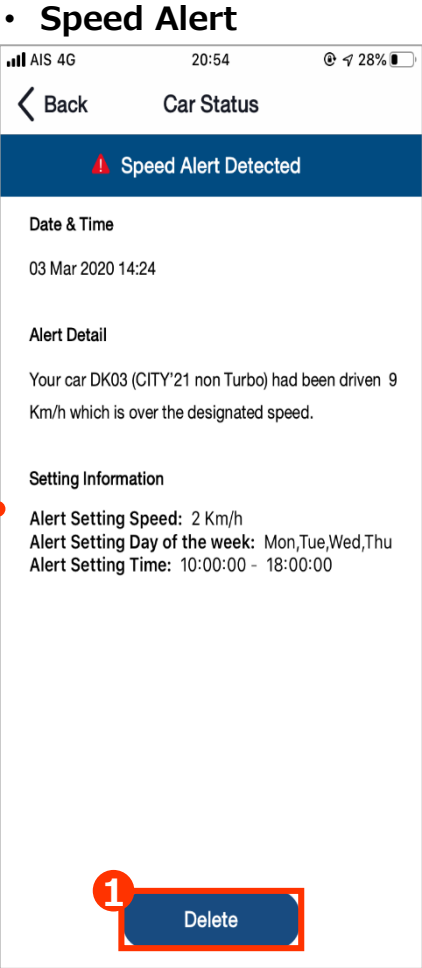 • Speed Alert
AIS 4G 20:54 28%
Back Car Status
Speed Alert Detected
Date & Time
03 Mar 2020 14:24
Alert Detail
Your car DK03 (CITY'21 non Turbo) had been driven 9
Km/h which is over the designated speed.
Setting Information
Alert Setting Speed: 2 Km/h
Alert Setting Day of the week: Mon,Tue,Wed,Thu
Alert Setting Time: 10:00:00 - 18:00:00
1
Delete